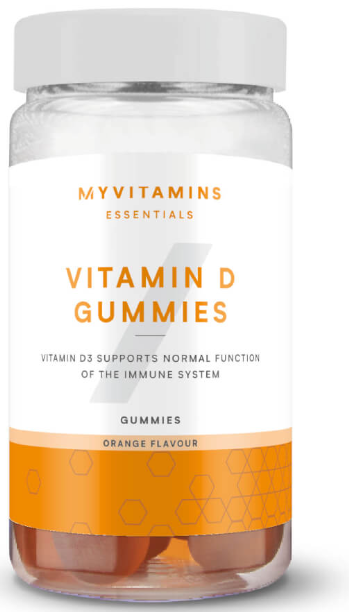 MYVITAMINS
ESSENTIALS
VITAMIN D
GUMMIES
VITAMIN D3 SUPPORTS NORMAL FUNCTION
OF THE IMMUNE SYSTEM
GUMMIES
ORANGE FLAVOUR